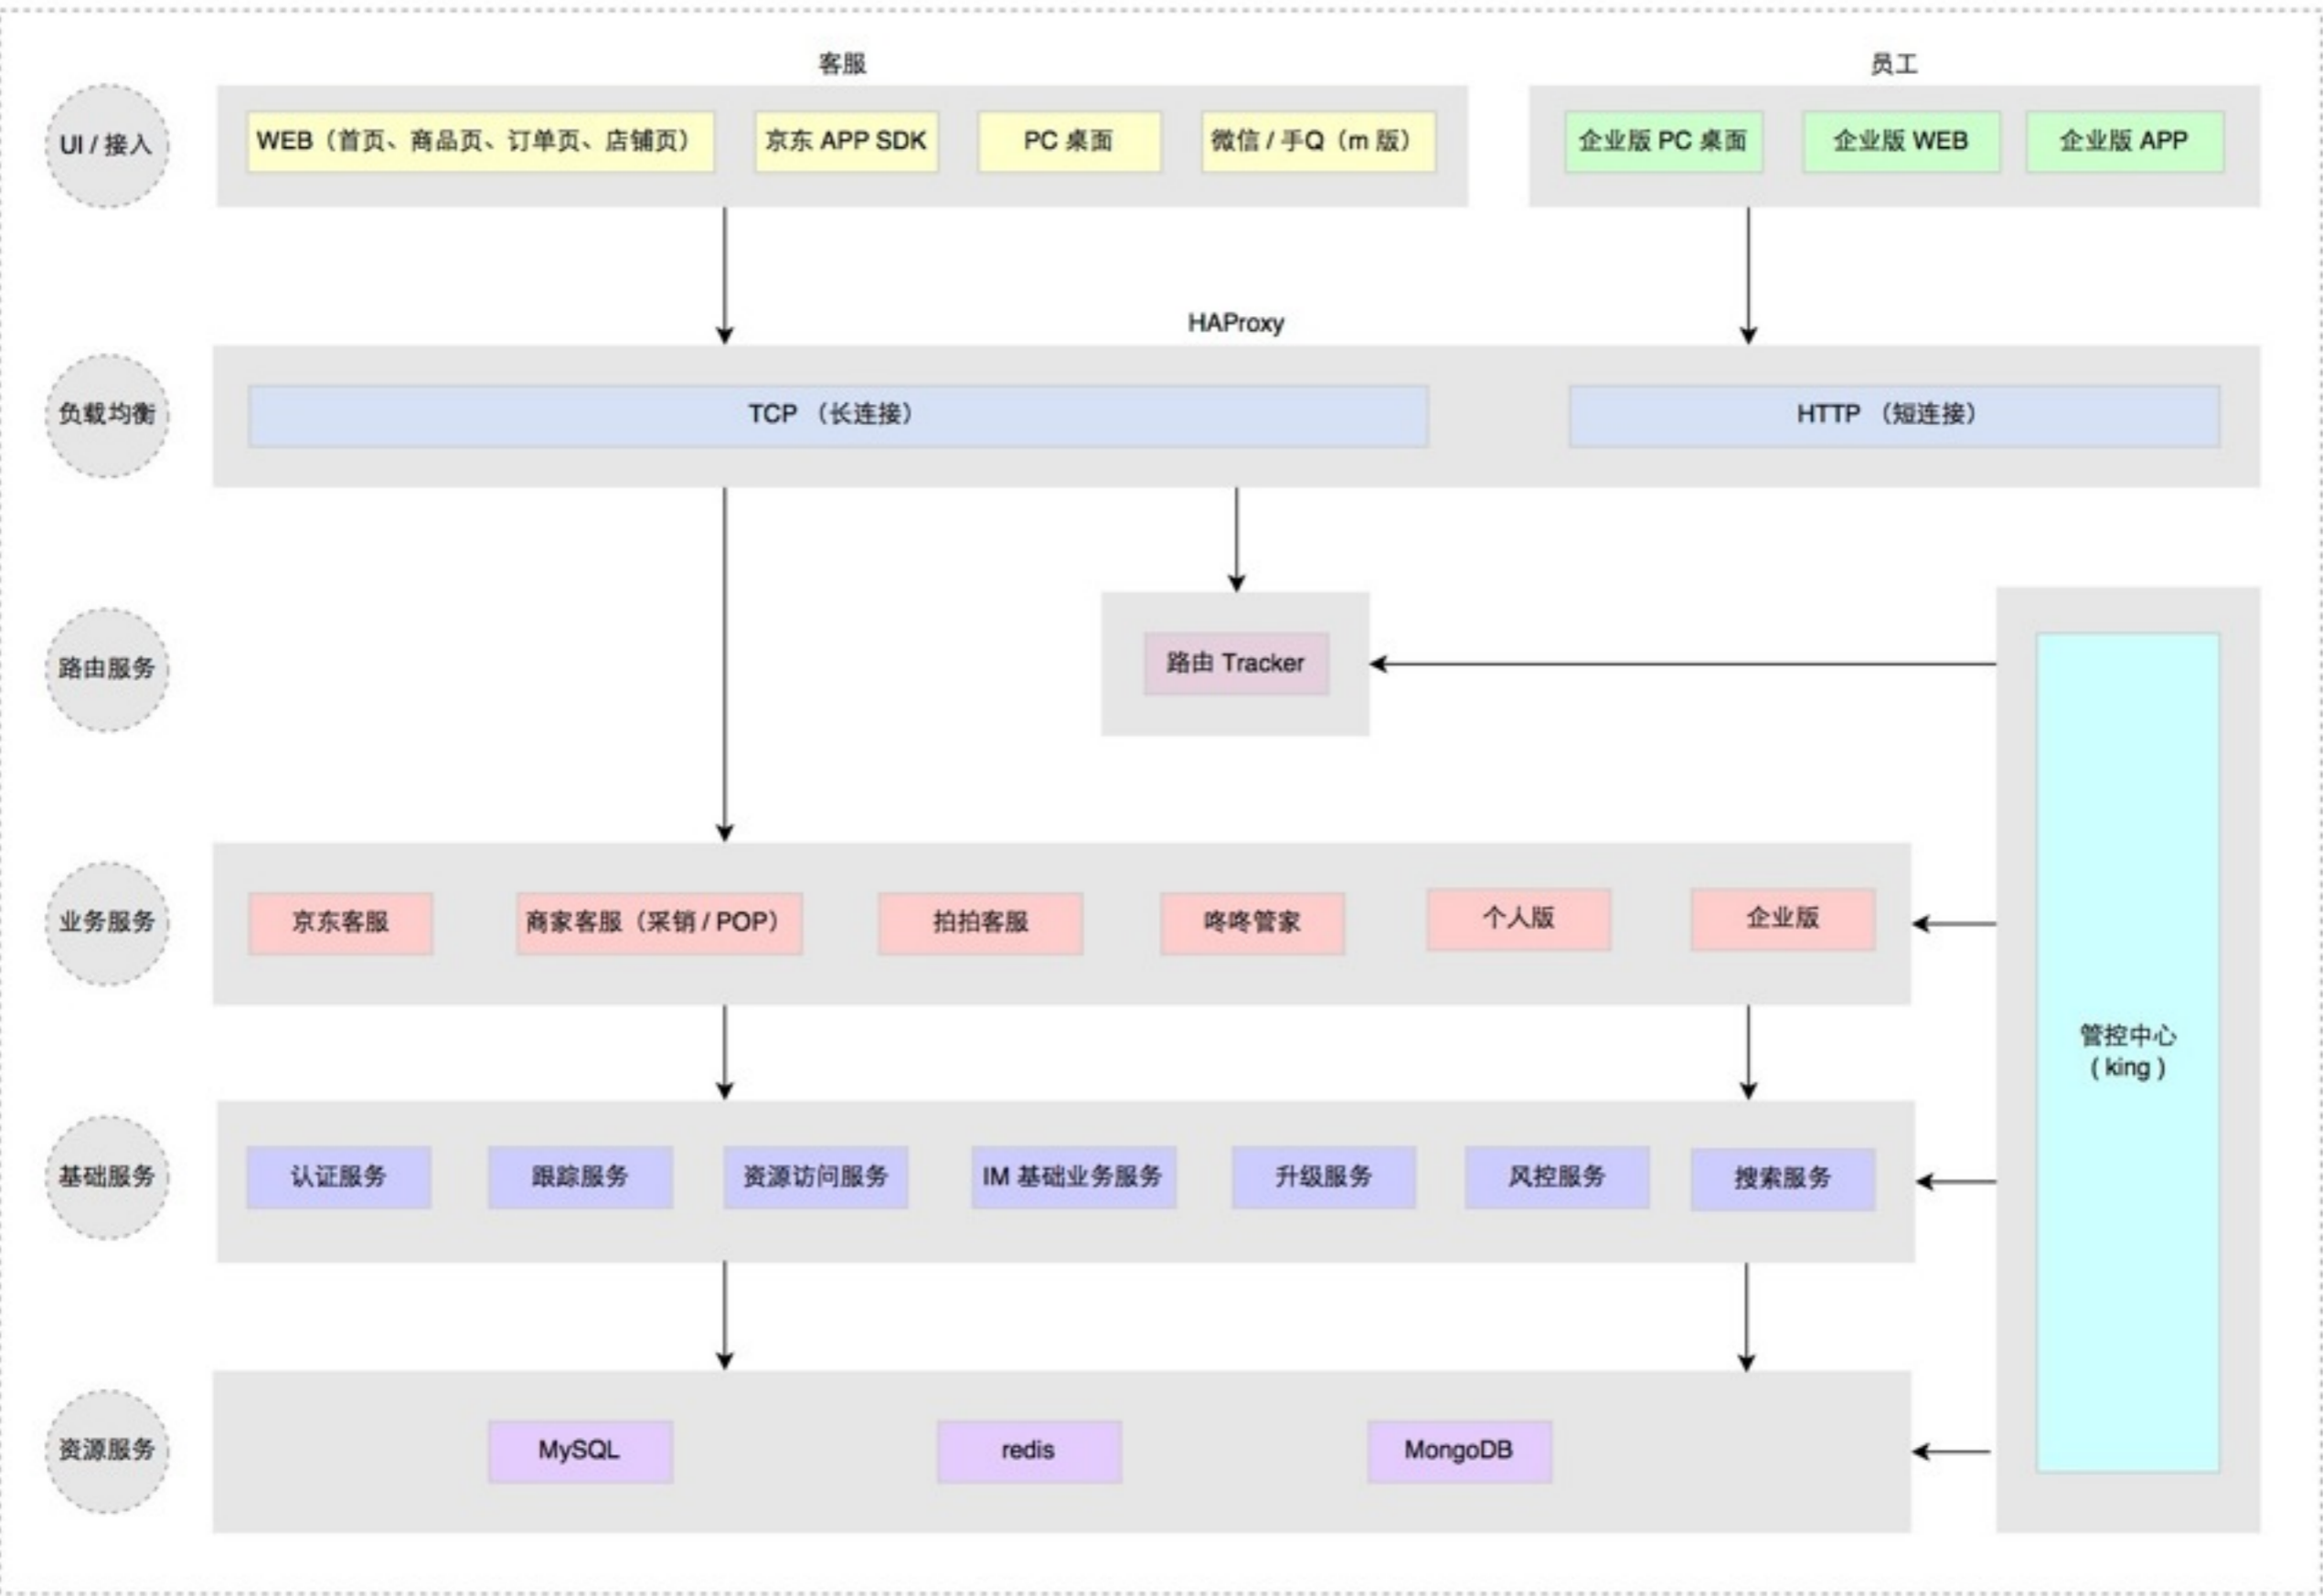 客服
员工
UI / 接入
WEB（首页、商品页、订单页、店铺页）
京东 APP SDK
PC 桌面
微信 / 手Q（m 版）
企业版 PC 桌面
企业版 WEB
企业版 APP
HAProxy
负载均衡
TCP （长连接）
HTTP （短连接）
路由服务
路由 Tracker
业务服务
京东客服
商家客服（采销 / POP）
拍拍客服
咚咚管家
个人版
企业版
管控中心
( king )
基础服务
认证服务
跟踪服务
资源访问服务
IM 基础业务服务
升级服务
风控服务
搜索服务
资源服务
MySQL
redis
MongoDB